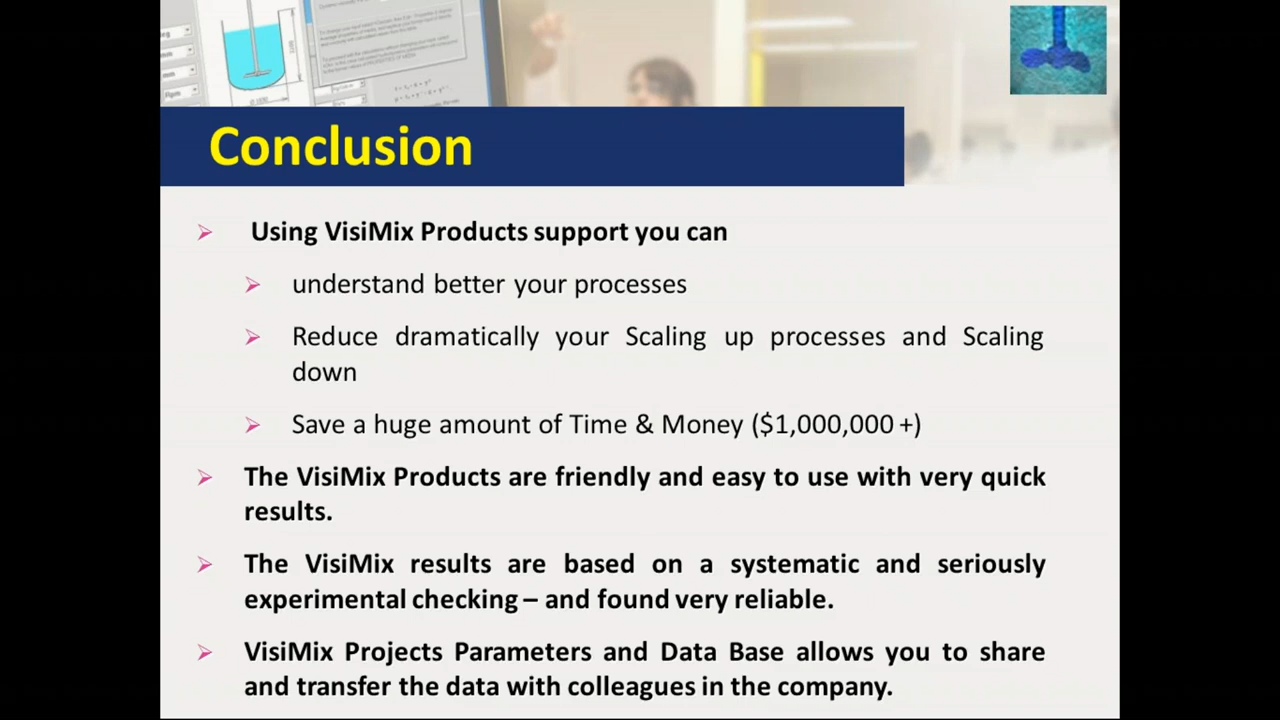 Conclusion
Using VisiMix Products support you can
understand better your processes
Reduce dramatically your Scaling up processes and Scaling
down
Save a huge amount of Time & Money ($1,000,000 +)
The VisiMix Products are friendly and easy to use with very quick
results.
The VisiMix results are based on a systematic and seriously
experimental checking – and found very reliable.
VisiMix Projects Parameters and Data Base allows you to share
and transfer the data with colleagues in the company.